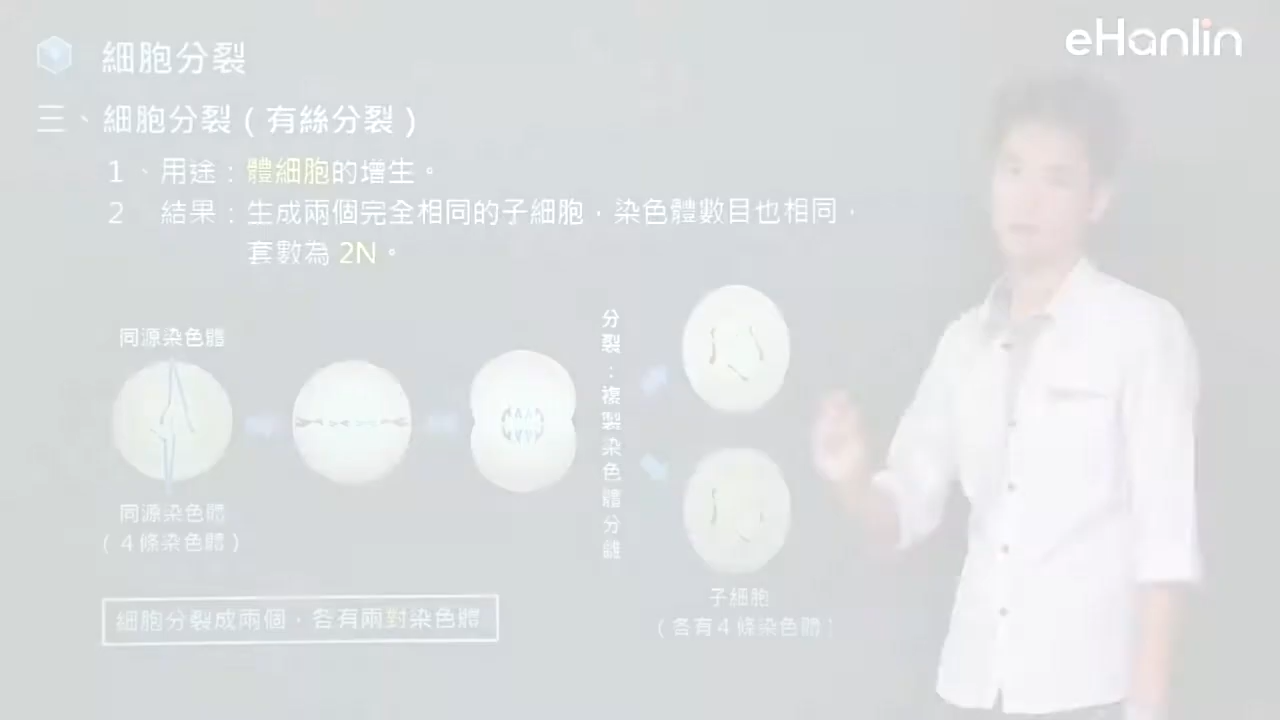 eHanlin
細胞分裂
三、細胞分裂(有絲分裂)
1、用途：體細胞的增生。
2 結果：生成兩個完全相同的子細胞，染色體數目也相同，
套數為 2N。
同源染色體
同源染色體
(4條染色體)
分裂：複製染色體分離
子細胞
(各有4條染色體)
細胞分裂成兩個，各有兩對染色體